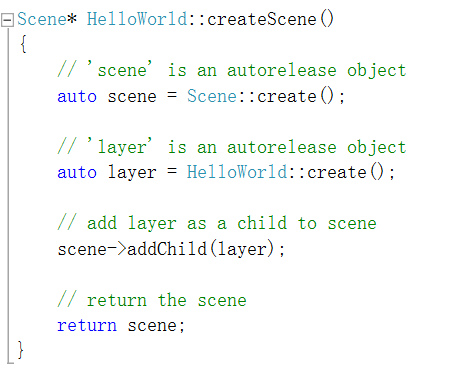 Scene* HelloWorld::createScene()
{
// 'scene' is an autorelease object
auto scene = Scene::create();
// 'layer' is an autorelease object
auto layer = HelloWorld::create();
// add layer as a child to scene
scene->addChild(layer);
// return the scene
return scene;
}